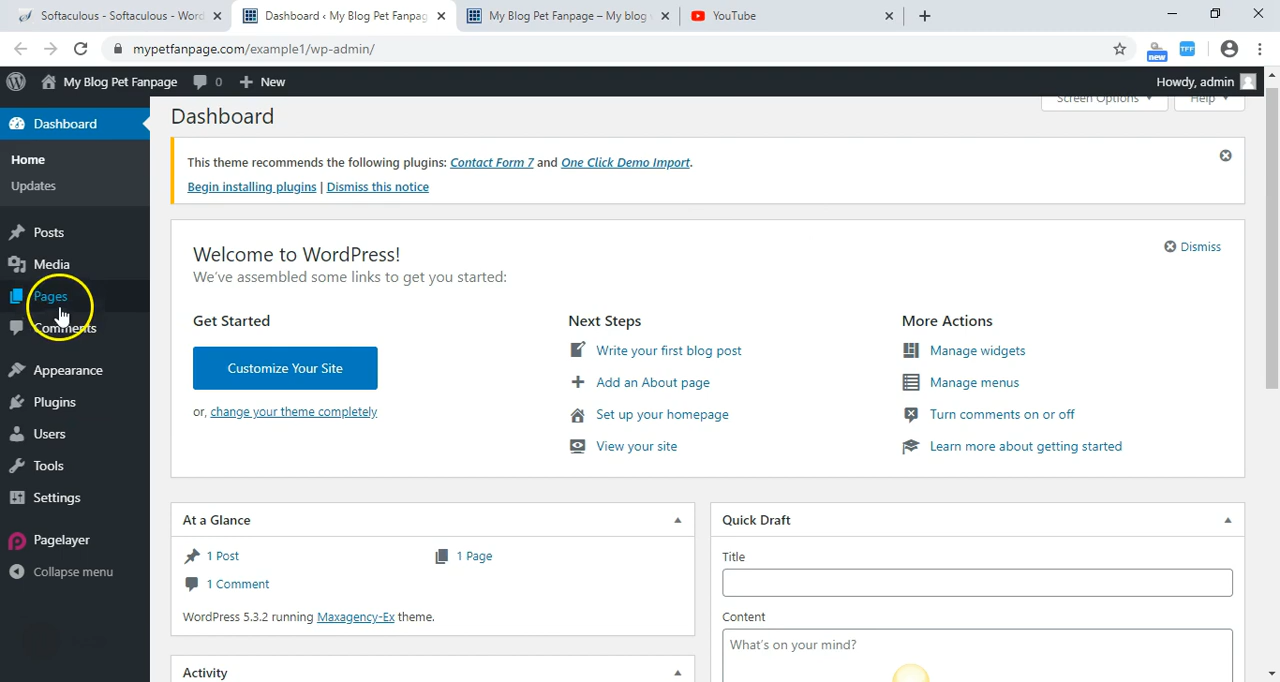 Softaculous - Softaculous - Word
Dashboard ‹ My Blog Pet Fanpag
My Blog Pet Fanpage – My blog
YouTube
mypetfanpage.com/example1/wp-admin/
new
TFF
My Blog Pet Fanpage
0
New
Howdy, admin
Dashboard
Home
Updates
Posts
Media
Pages
Comments
Appearance
Plugins
Users
Tools
Settings
Pagelayer
Collapse menu
Dashboard
Screen Options
Help
This theme recommends the following plugins: Contact Form 7 and One Click Demo Import.
Begin installing plugins | Dismiss this notice
Welcome to WordPress!
We've assembled some links to get you started:
Dismiss
Get Started
Customize Your Site
or, change your theme completely
Next Steps
Write your first blog post
Add an About page
Set up your homepage
View your site
More Actions
Manage widgets
Manage menus
Turn comments on or off
Learn more about getting started
At a Glance
1 Post
1 Page
1 Comment
WordPress 5.3.2 running Maxagency-Ex theme.
Activity
Quick Draft
Title
Content
What's on your mind?